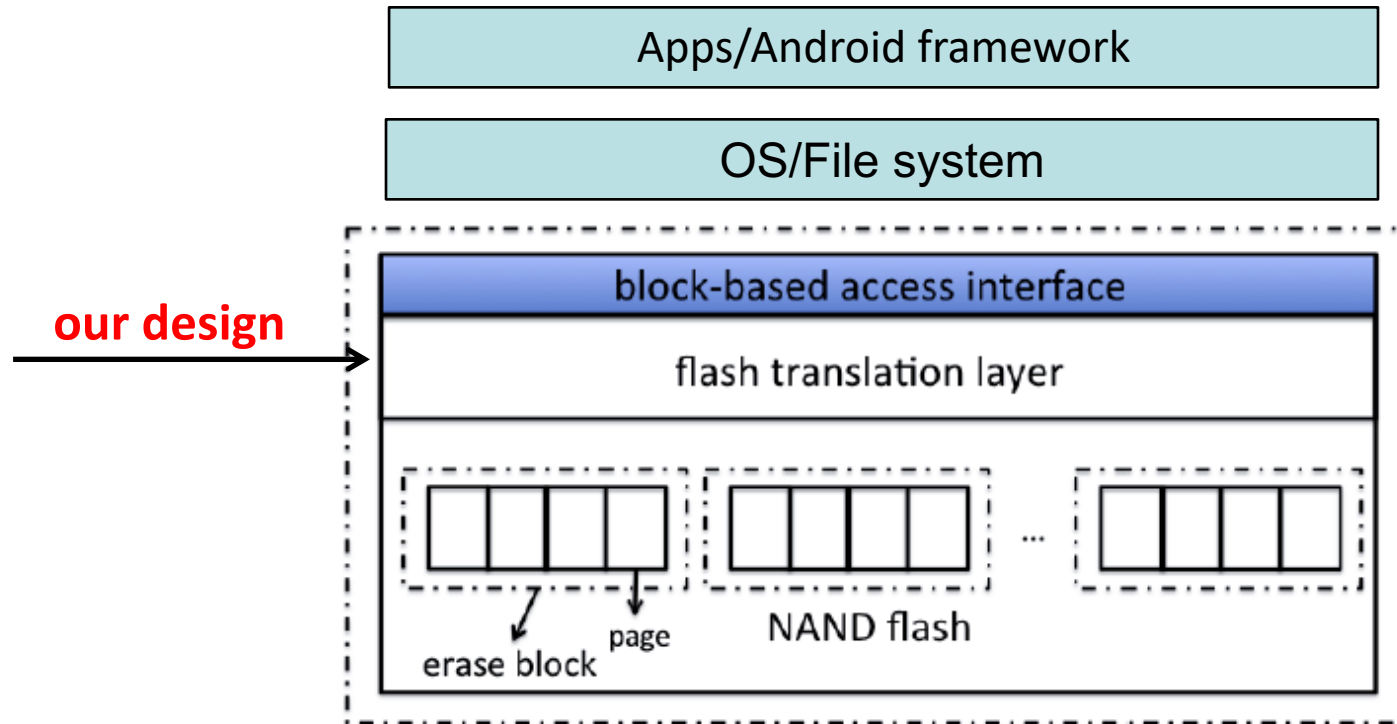 Apps/Android framework
OS/File system
block-based access interface
our design
flash translation layer
...
page
NAND flash
erase block